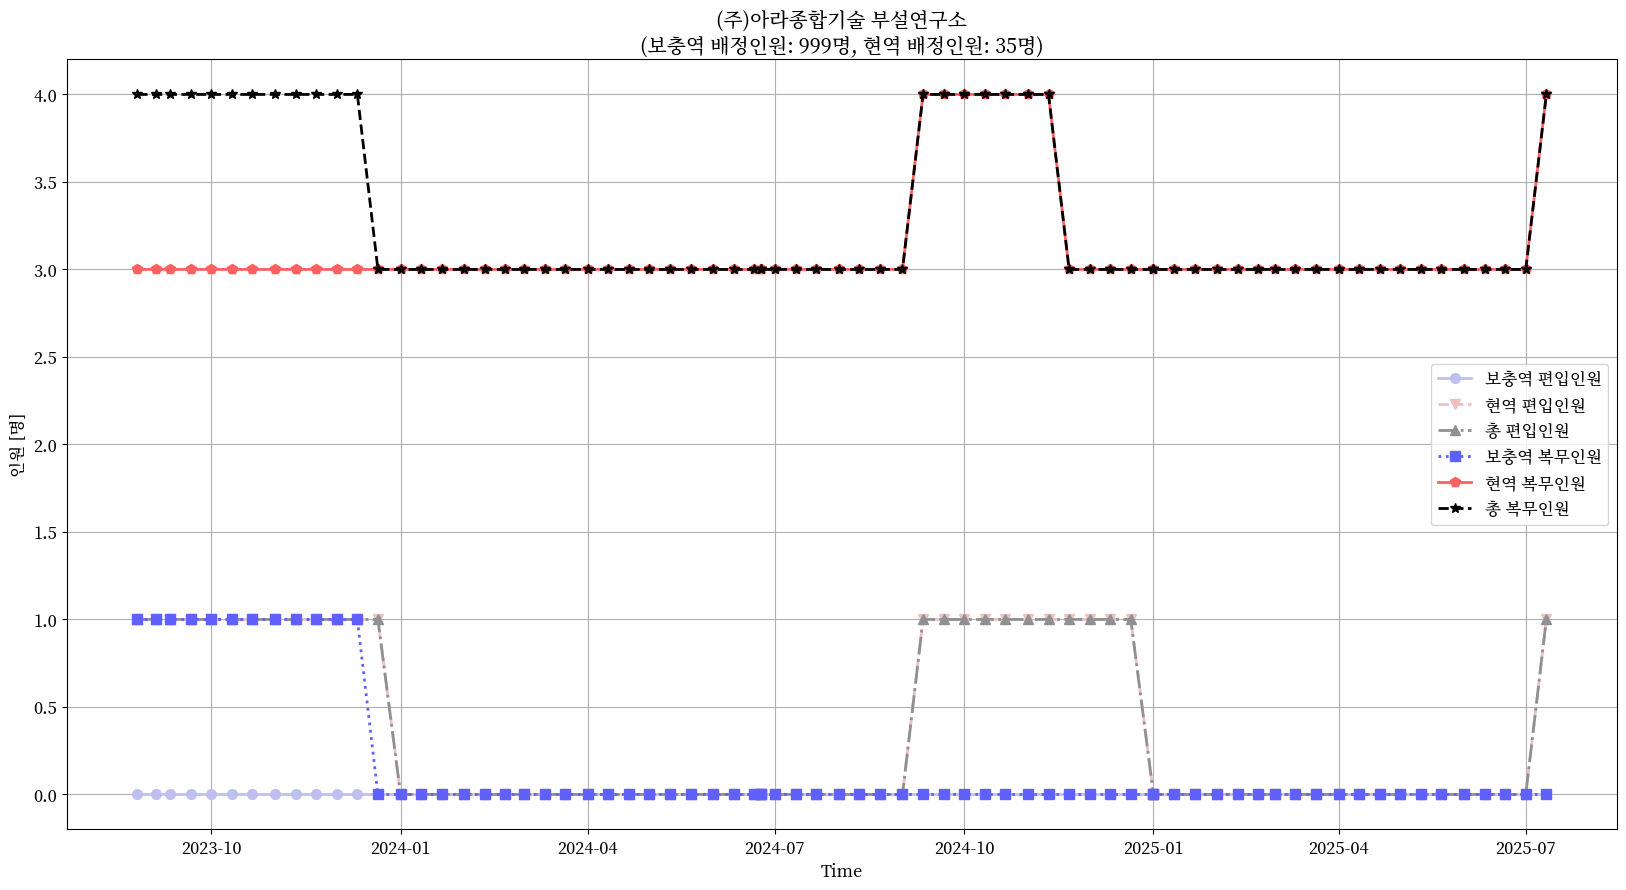 (주)아라종합기술 부설연구소
(보충역 배정인원: 999명, 현역 배정인원: 35명)
4.0
3.5
3.0
2.5
2.0
1.5
1.0
0.5
0.0
인원 [명]
보충역 편입인원
현역 편입인원
총 편입인원
보충역 복무인원
현역 복무인원
총 복무인원
2023-10
2024-01
2024-04
2024-07
2024-10
2025-01
2025-04
2025-07
Time